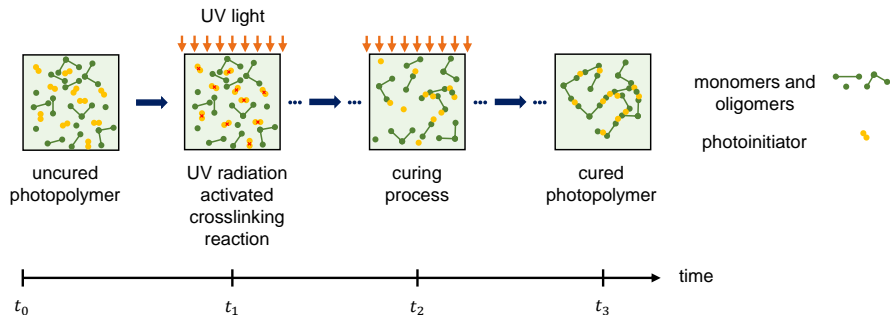 UV light
... ...
... ...
uncured
photopolymer
UV radiation
activated
crosslinking
reaction
curing
process
cured
photopolymer
monomers and
oligomers
photoinitiator
time
t₀
t₁
t₂
t₃